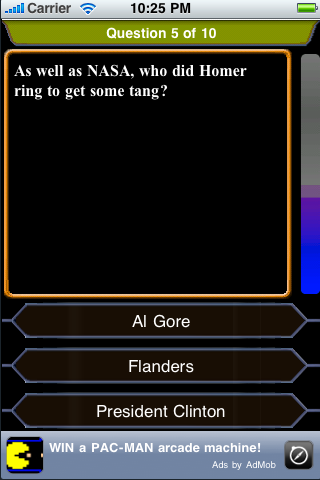 Carrier 10:25 PM
Question 5 of 10
As well as NASA, who did Homer
ring to get some tang?
Al Gore
Flanders
President Clinton
WIN a PAC-MAN arcade machine!
Ads by AdMob